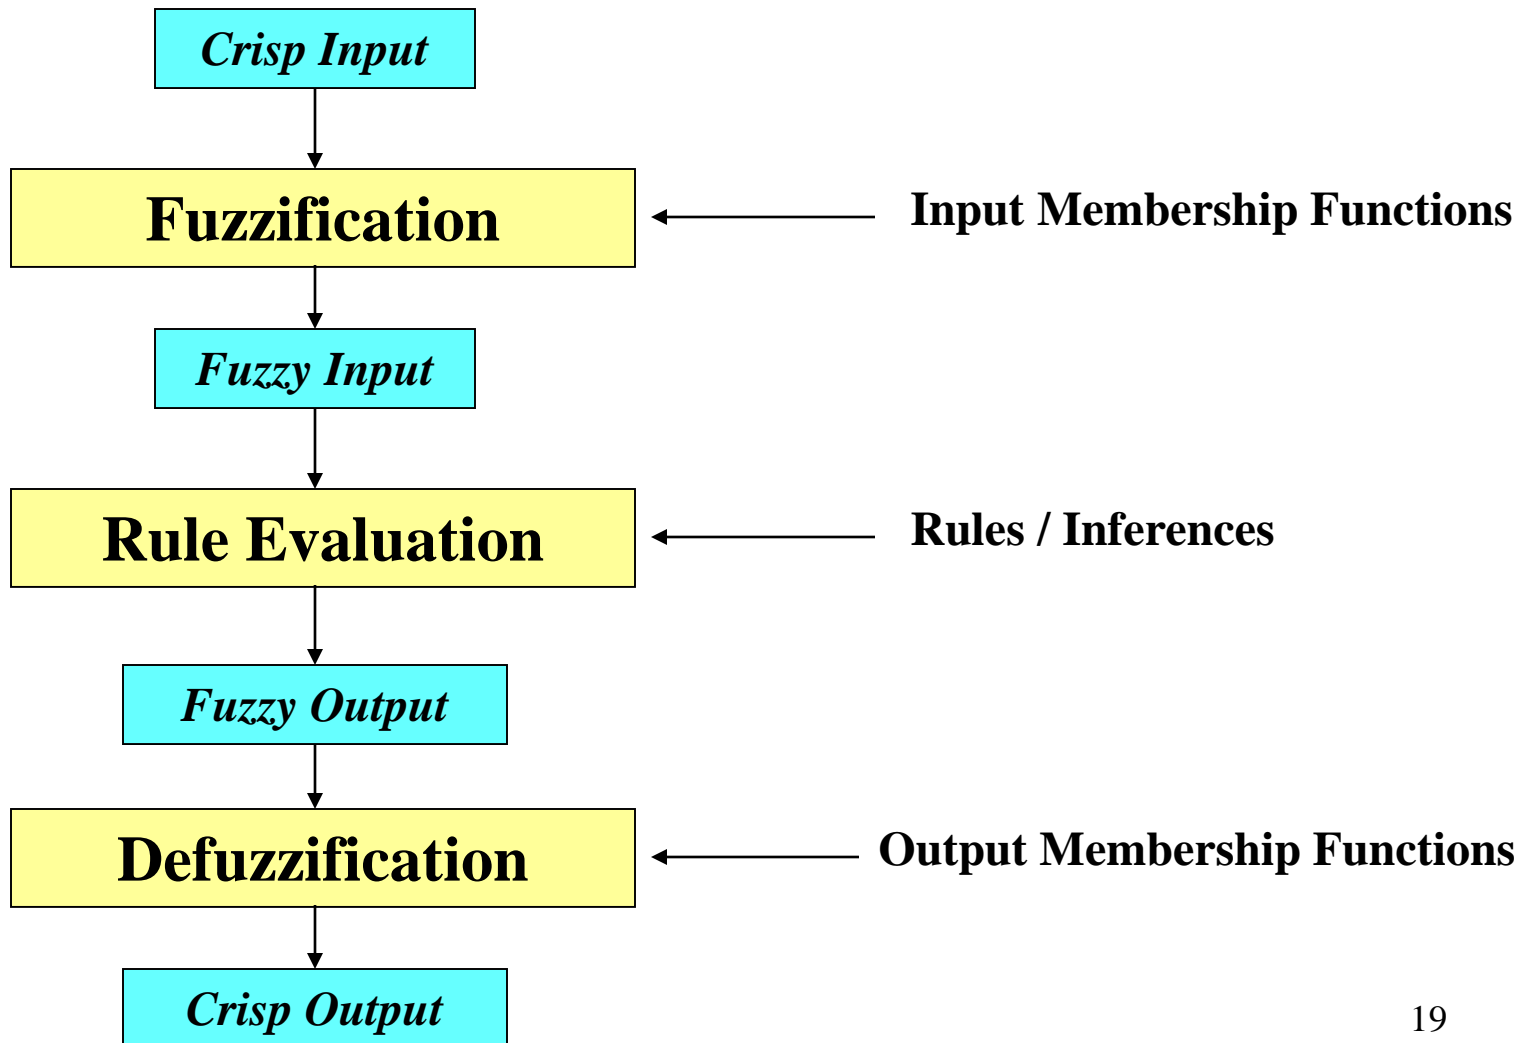 Crisp Input
Fuzzification
Input Membership Functions
Fuzzy Input
Rule Evaluation
Rules / Inferences
Fuzzy Output
Defuzzification
Output Membership Functions
Crisp Output
19